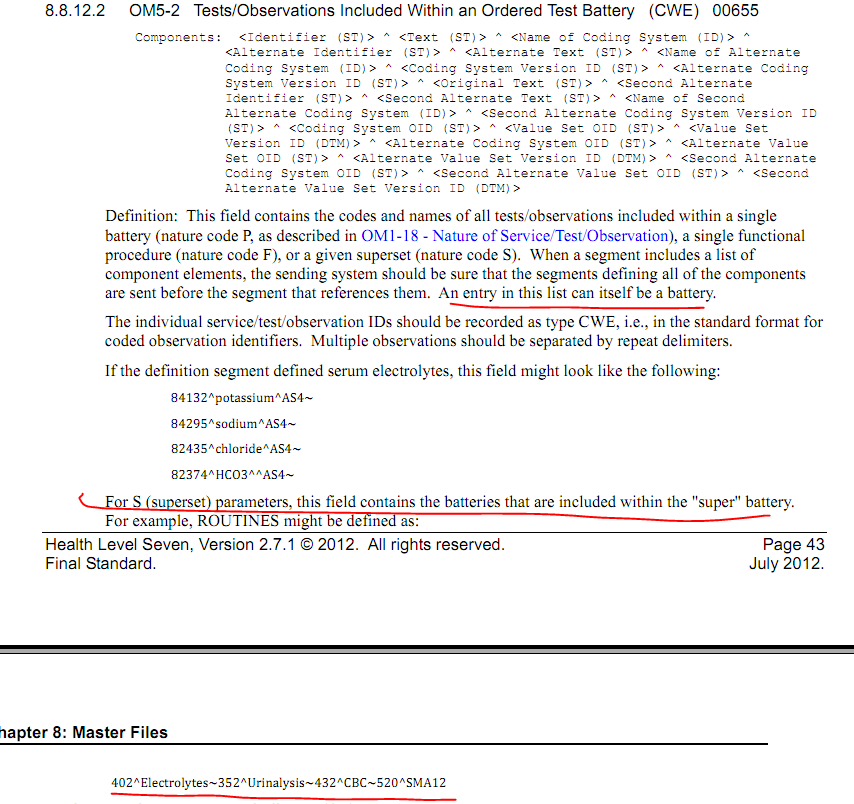 8.8.12.2 OM5-2 Tests/Observations Included Within an Ordered Test Battery (CWE) 00655
Components: <Identifier (ST)> ^ <Text (ST)> ^ <Name of Coding System (ID)> ^
<Alternate Identifier (ST)> ^ <Alternate Text (ST)> ^ <Name of Alternate
Coding System (ID)> ^ <Coding System Version ID (ST)> ^ <Alternate Coding
System Version ID (ST)> ^ <Original Text (ST)> ^ <Second Alternate
Identifier (ST)> ^ <Second Alternate Text (ST)> ^ <Name of Second
Alternate Coding System (ID)> ^ <Second Alternate Coding System Version ID
(ST)> ^ <Coding System OID (ST)> ^ <Value Set OID (ST)> ^ <Value Set
Version ID (DTM)> ^ <Alternate Coding System OID (ST)> ^ <Alternate Value
Set OID (ST)> ^ <Alternate Value Set Version ID (DTM)> ^ <Second Alternate
Coding System OID (ST)> ^ <Second Alternate Value Set OID (ST)> ^ <Second
Alternate Value Set Version ID (DTM)>
Definition: This field contains the codes and names of all tests/observations included within a single
battery (nature code P, as described in OM1-18 - Nature of Service/Test/Observation), a single functional
procedure (nature code F), or a given superset (nature code S). When a segment includes a list of
component elements, the sending system should be sure that the segments defining all of the components
are sent before the segment that references them. An entry in this list can itself be a battery.
The individual service/test/observation IDs should be recorded as type CWE, i.e., in the standard format for
coded observation identifiers. Multiple observations should be separated by repeat delimiters.
If the definition segment defined serum electrolytes, this field might look like the following:
84132^potassium^AS4~
84295^sodium^AS4~
82435^chloride^AS4~
82374^HCO3^^AS4~
For S (superset) parameters, this field contains the batteries that are included within the "super" battery.
For example, ROUTINES might be defined as:
Health Level Seven, Version 2.7.1 © 2012. All rights reserved. Page 43
Final Standard. July 2012.
hapter 8: Master Files
402^Electrolytes~352^Urinalysis~432^CBC~520^SMA12